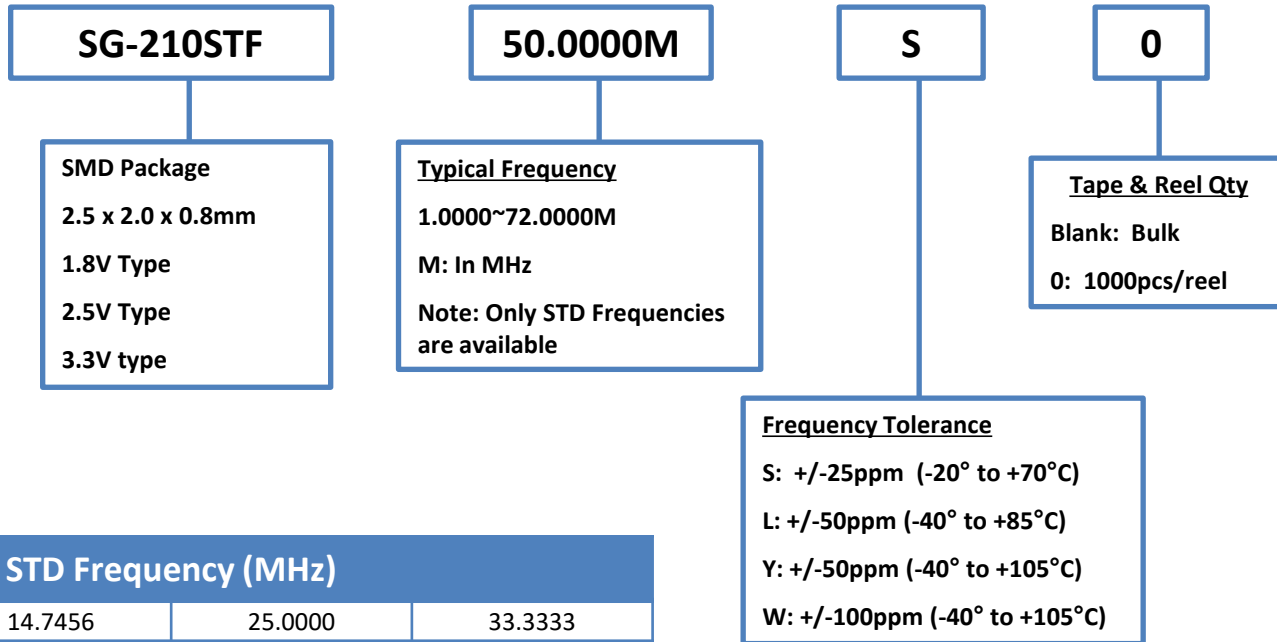 SG-210STF
50.0000M
S
0
SMD Package
2.5 x 2.0 x 0.8mm
1.8V Type
2.5V Type
3.3V type
Typical Frequency
1.0000~72.0000M
M: In MHz
Note: Only STD Frequencies
are available
Tape & Reel Qty
Blank: Bulk
0: 1000pcs/reel
Frequency Tolerance
S: +/-25ppm (-20° to +70°C)
L: +/-50ppm (-40° to +85°C)
Y: +/-50ppm (-40° to +105°C)
W: +/-100ppm (-40° to +105°C)
STD Frequency (MHz)
14.7456 25.0000 33.3333